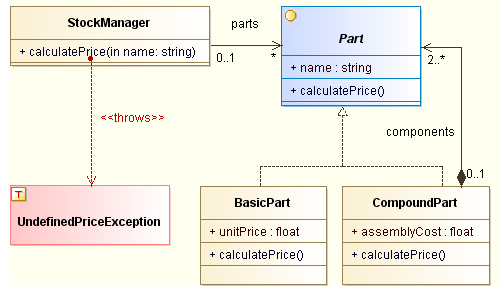 StockManager
+ calculatePrice(in name: string)
parts
0..1
*
Part
+ name : string
+ calculatePrice()
2..*
<<throws>>
components
0..1
T
UndefinedPriceException
BasicPart
+ unitPrice : float
+ calculatePrice()
CompoundPart
+ assemblyCost : float
+ calculatePrice()